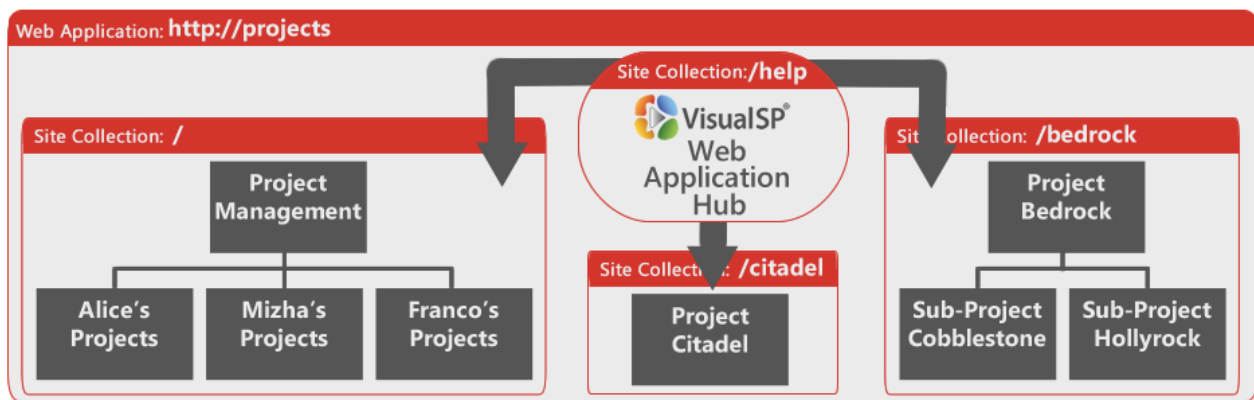 Web Application: http://projects
Site Collection:/help
VisualSP®
Web
Application
Hub
Site Collection: /
Project
Management
Alice's
Projects
Mizha's
Projects
Franco's
Projects
Site Collection: /citadel
Project
Citadel
Site Collection: /bedrock
Project
Bedrock
Sub-Project
Cobblestone
Sub-Project
Hollyrock